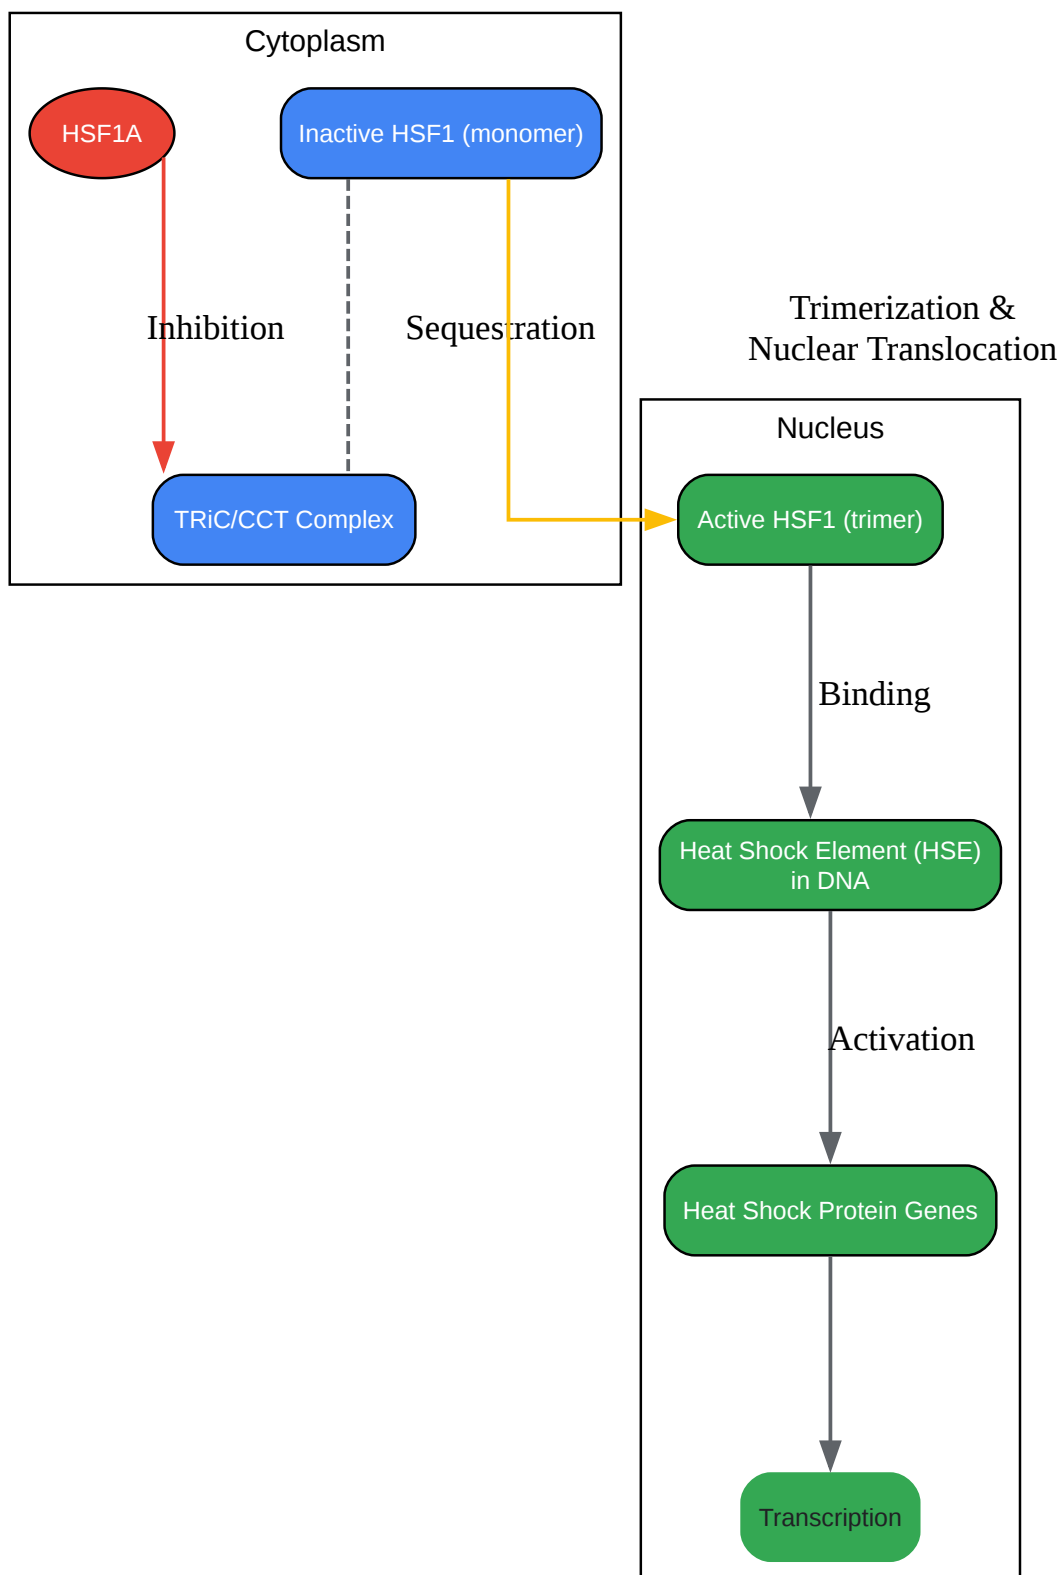 Cytoplasm
HSF1A
Inactive HSF1 (monomer)
Inhibition
Sequestration
Trimerization &
Nuclear Translocation
TRiC/CCT Complex
Nucleus
Active HSF1 (trimer)
Binding
Heat Shock Element (HSE)
in DNA
Activation
Heat Shock Protein Genes
Transcription